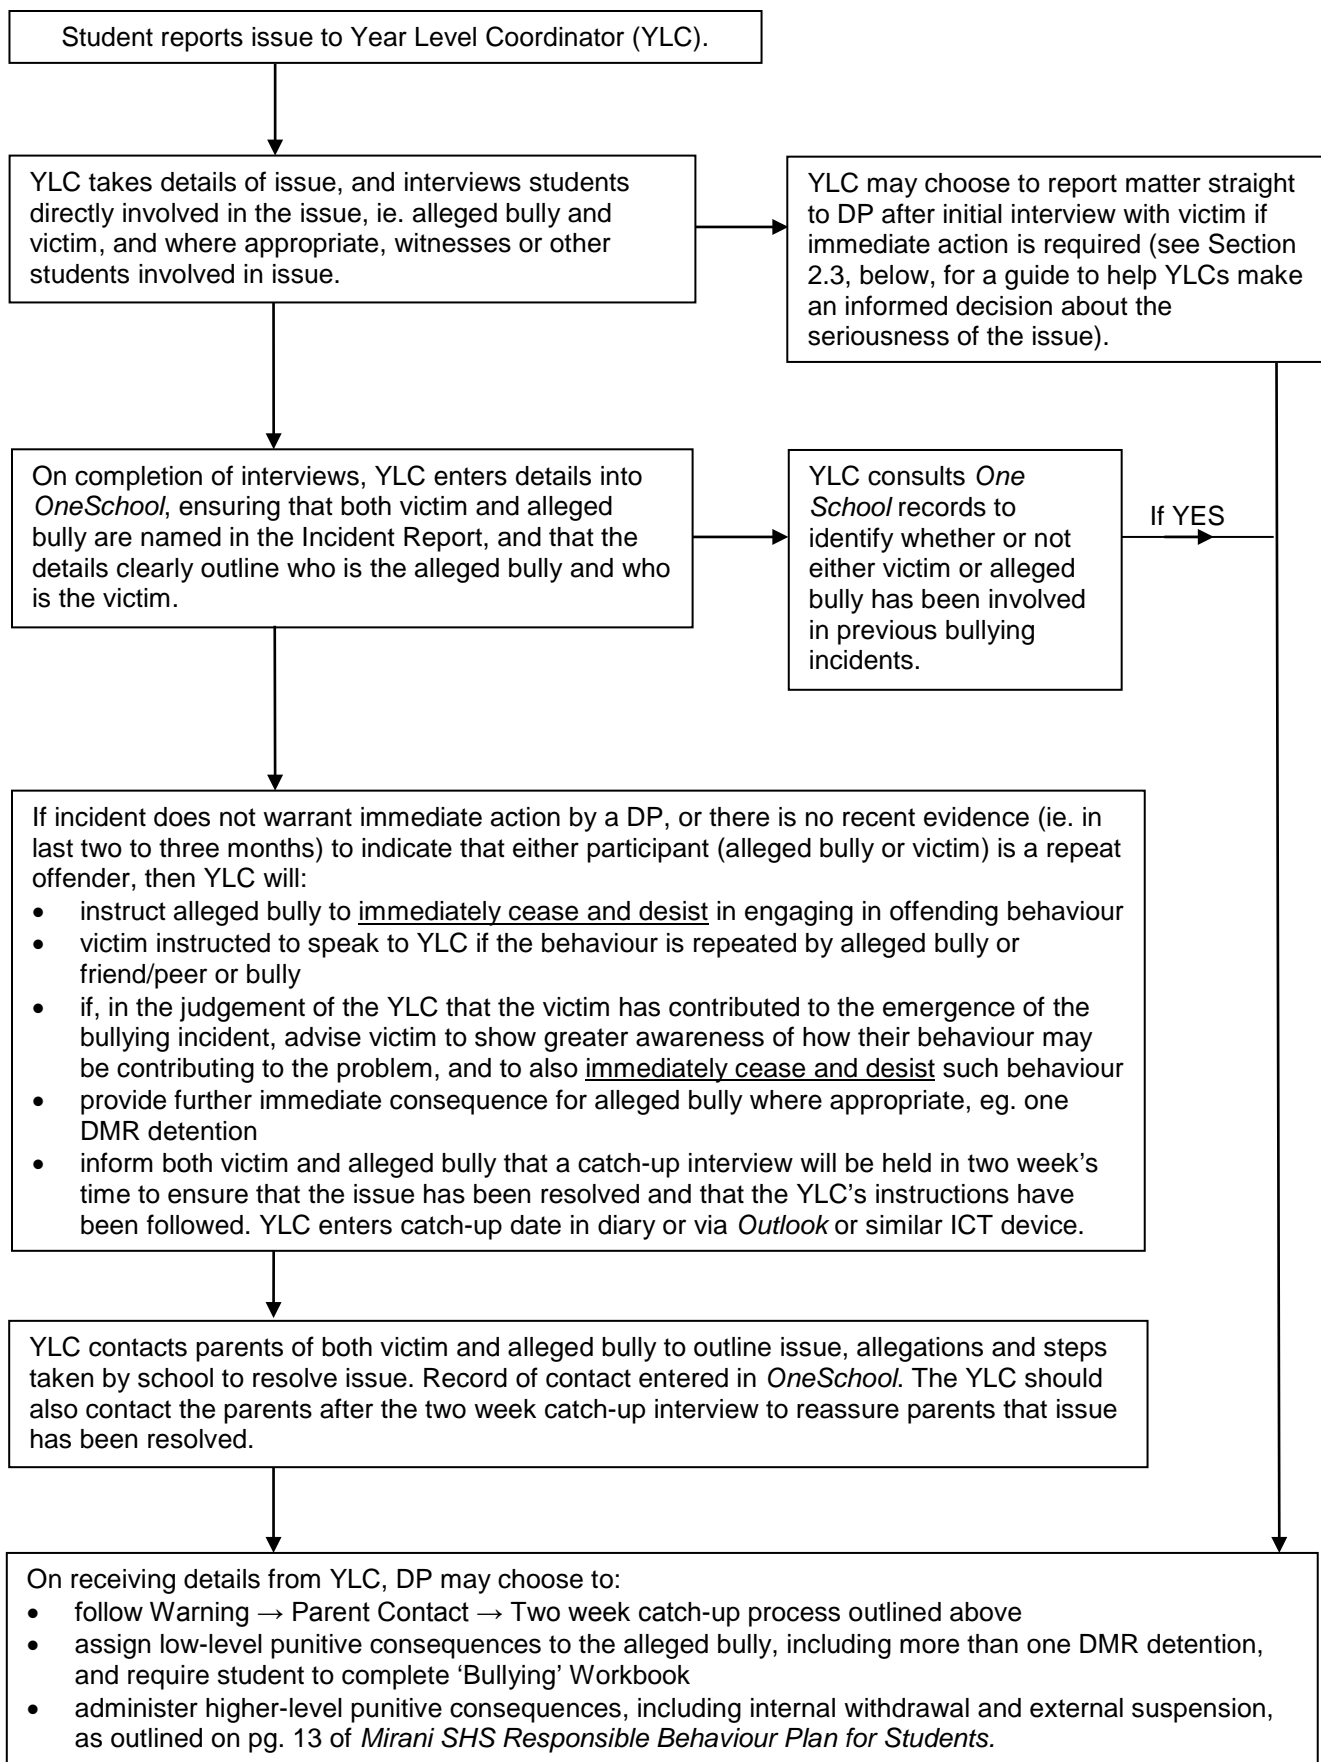 Student reports issue to Year Level Coordinator (YLC).
YLC takes details of issue, and interviews students
directly involved in the issue, ie. alleged bully and
victim, and where appropriate, witnesses or other
students involved in issue.
YLC may choose to report matter straight
to DP after initial interview with victim if
immediate action is required (see Section
2.3, below, for a guide to help YLCs make
an informed decision about the
seriousness of the issue).
On completion of interviews, YLC enters details into
OneSchool, ensuring that both victim and alleged
bully are named in the Incident Report, and that the
details clearly outline who is the alleged bully and who
is the victim.
YLC consults One
School records to
identify whether or not
either victim or alleged
bully has been involved
in previous bullying
incidents.
If YES
If incident does not warrant immediate action by a DP, or there is no recent evidence (ie. in
last two to three months) to indicate that either participant (alleged bully or victim) is a repeat
offender, then YLC will:
• instruct alleged bully to immediately cease and desist in engaging in offending behaviour
• victim instructed to speak to YLC if the behaviour is repeated by alleged bully or
friend/peer or bully
• if, in the judgement of the YLC that the victim has contributed to the emergence of the
bullying incident, advise victim to show greater awareness of how their behaviour may
be contributing to the problem, and to also immediately cease and desist such behaviour
• provide further immediate consequence for alleged bully where appropriate, eg. one
DMR detention
• inform both victim and alleged bully that a catch-up interview will be held in two week's
time to ensure that the issue has been resolved and that the YLC's instructions have
been followed. YLC enters catch-up date in diary or via Outlook or similar ICT device.
YLC contacts parents of both victim and alleged bully to outline issue, allegations and steps
taken by school to resolve issue. Record of contact entered in OneSchool. The YLC should
also contact the parents after the two week catch-up interview to reassure parents that issue
has been resolved.
On receiving details from YLC, DP may choose to:
• follow Warning → Parent Contact → Two week catch-up process outlined above
• assign low-level punitive consequences to the alleged bully, including more than one DMR detention,
and require student to complete ‘Bullying’ Workbook
• administer higher-level punitive consequences, including internal withdrawal and external suspension,
as outlined on pg. 13 of Mirani SHS Responsible Behaviour Plan for Students.